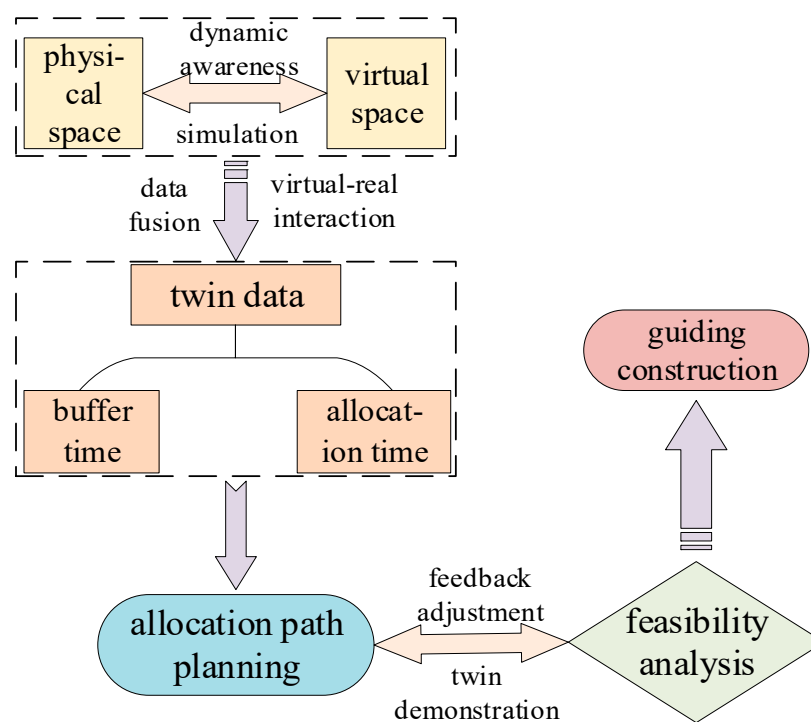 dynamic
awareness
physi-
cal
space
virtual
space
simulation
data
fusion
virtual-real
interaction
twin data
buffer
time
allocat-
ion time
guiding
construction
allocation path
planning
feedback
adjustment
twin
demonstration
feasibility
analysis